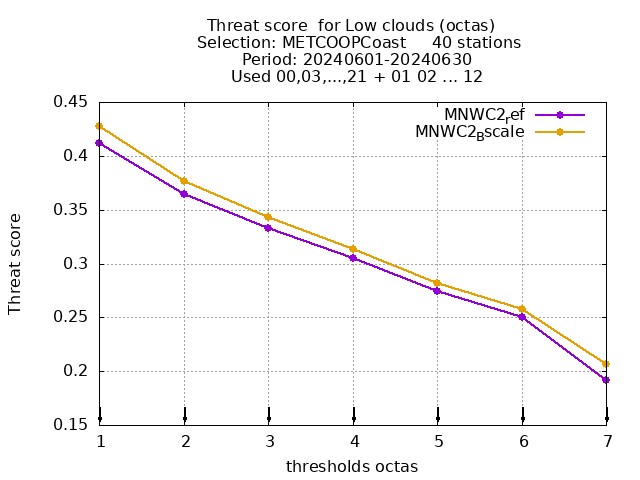 Threat score  for Low clouds (octas)
Selection: METCOOPCoast     40 stations
Period: 20240601-20240630
Used 00,03,...,21 + 01 02 ... 12
MNWC2ref
MNWC2Bscale
0.45
0.4
0.35
0.3
0.25
0.2
0.15
Threat score
1 2 3 4 5 6 7
thresholds octas